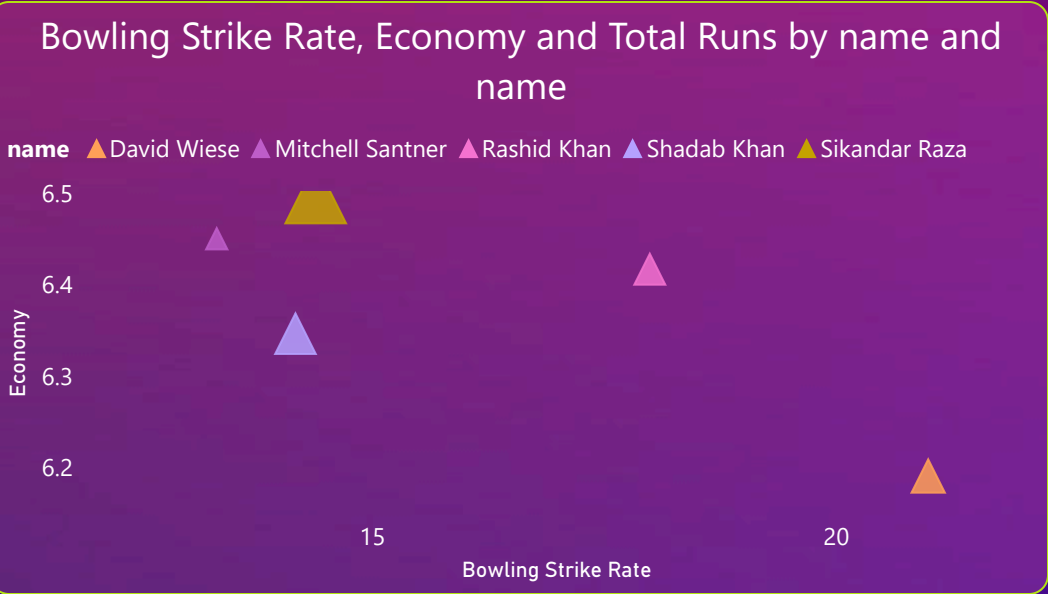 Bowling Strike Rate, Economy and Total Runs by name and
name
name David Wiese Mitchell Santner Rashid Khan Shadab Khan Sikandar Raza
6.5
6.4
6.3
6.2
Economy
15 20
Bowling Strike Rate